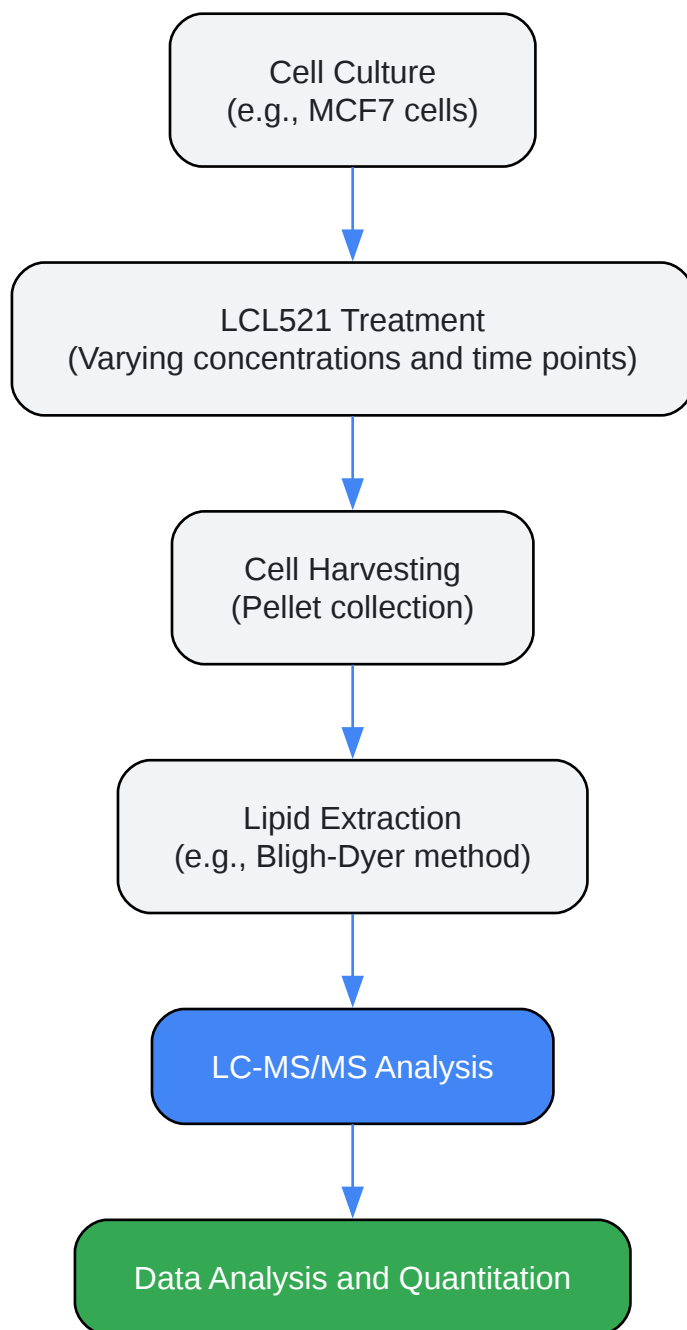 Cell Culture
(e.g., MCF7 cells)
LCL521 Treatment
(Varying concentrations and time points)
Cell Harvesting
(Pellet collection)
Lipid Extraction
(e.g., Bligh-Dyer method)
LC-MS/MS Analysis
Data Analysis and Quantitation